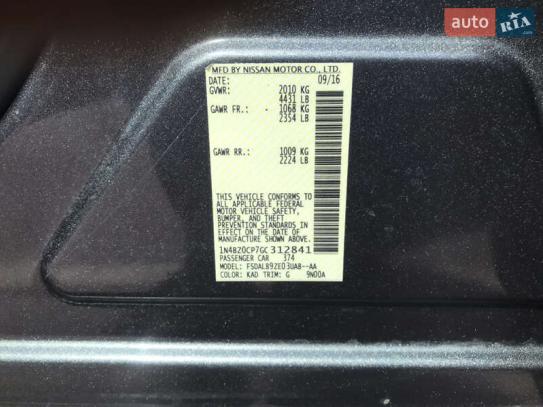 auto RIA.com
MFD BY NISSAN MOTOR CO., LTD.
DATE: 09/16
GVWR: 2010 KG
4431 LB
GAWR FR.: 1068 KG
2354 LB
GAWR RR.: 1009 KG
2224 LB
THIS VEHICLE CONFORMS TO
ALL APPLICABLE FEDERAL
MOTOR VEHICLE SAFETY,
BUMPER, AND THEFT
PREVENTION STANDARDS IN
EFFECT ON THE DATE OF
MANUFACTURE SHOWN ABOVE.
1N4BZ0CP7GC312841
PASSENGER CAR 374
MODEL: FSDALB9ZE03UAB--AA
COLOR: KAD TRIM: G 9N00A